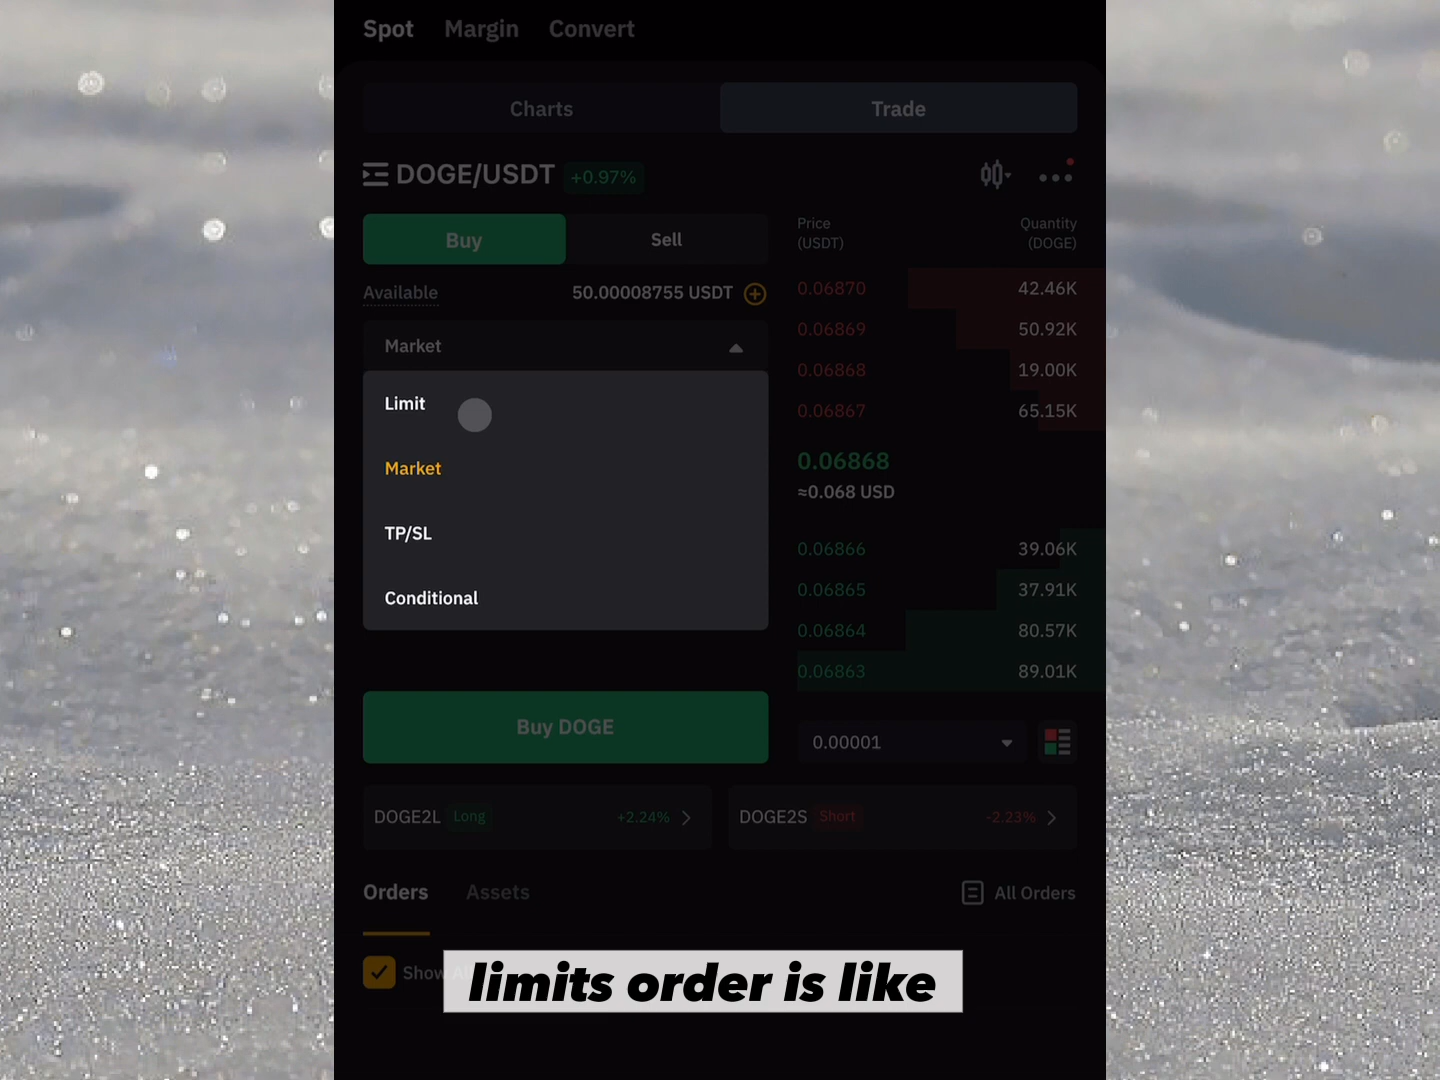 Spot Margin Convert
Charts Trade
DOGE/USDT +0.97%
Buy Sell
Available 50.00008755 USDT
Market
Limit
Market
TP/SL
Conditional
Buy DOGE
Price Quantity
(USDT) (DOGE)
0.06870 42.46K
0.06869 50.92K
0.06868 19.00K
0.06867 65.15K
0.06868
≈0.068 USD
0.06866 39.06K
0.06865 37.91K
0.06864 80.57K
0.06863 89.01K
0.00001
DOGE2L Long +2.24%
DOGE2S Short -2.23%
Orders Assets All Orders
Show
limits order is like